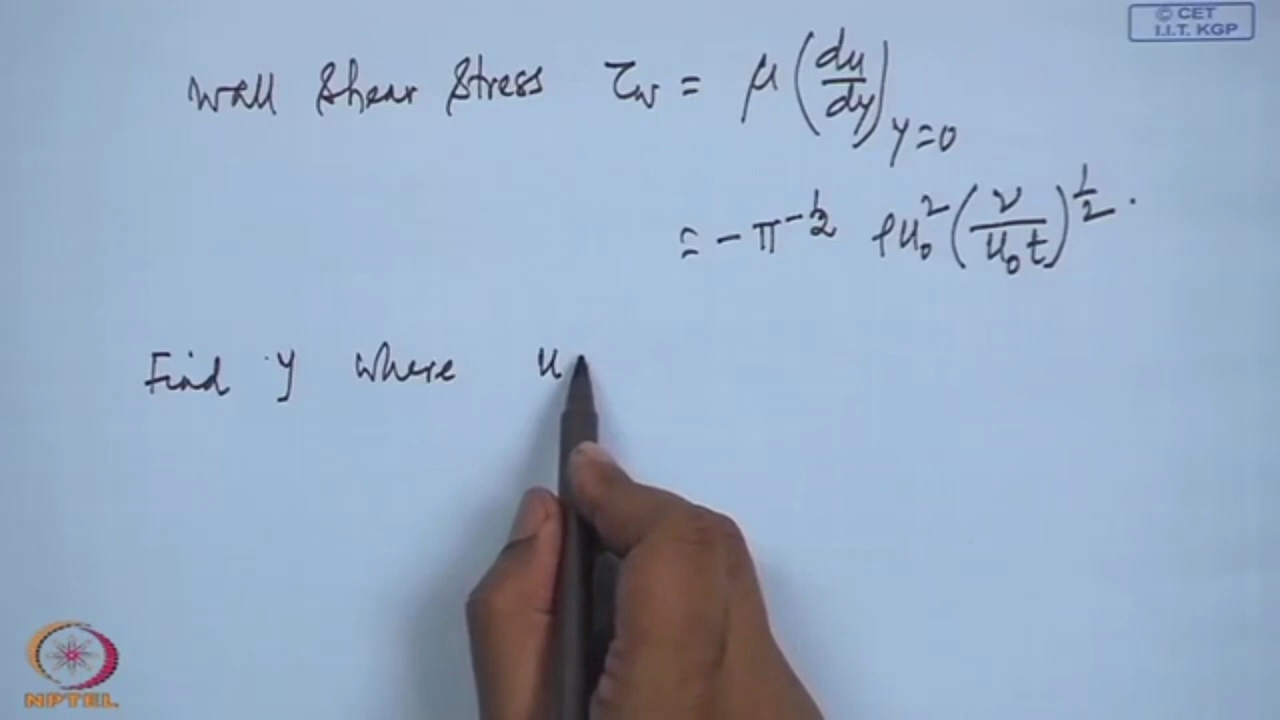 © CET
I.I.T. KGP
Wall Shear Stress τw = μ (du/dy)y=0
= - π^-1/2 ρu₀² (ν/u₀t)^1/2.
Find y where u
NPTEL